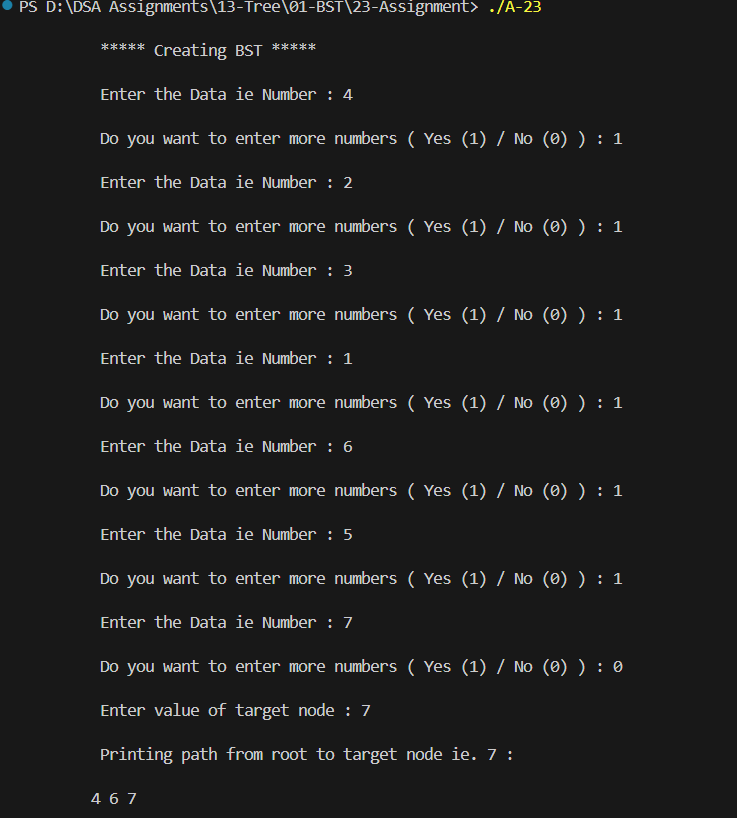 PS D:\DSA Assignments\13-Tree\01-BST\23-Assignment> ./A-23
***** Creating BST *****
Enter the Data ie Number : 4
Do you want to enter more numbers ( Yes (1) / No (0) ) : 1
Enter the Data ie Number : 2
Do you want to enter more numbers ( Yes (1) / No (0) ) : 1
Enter the Data ie Number : 3
Do you want to enter more numbers ( Yes (1) / No (0) ) : 1
Enter the Data ie Number : 1
Do you want to enter more numbers ( Yes (1) / No (0) ) : 1
Enter the Data ie Number : 6
Do you want to enter more numbers ( Yes (1) / No (0) ) : 1
Enter the Data ie Number : 5
Do you want to enter more numbers ( Yes (1) / No (0) ) : 1
Enter the Data ie Number : 7
Do you want to enter more numbers ( Yes (1) / No (0) ) : 0
Enter value of target node : 7
Printing path from root to target node ie. 7 :
4 6 7